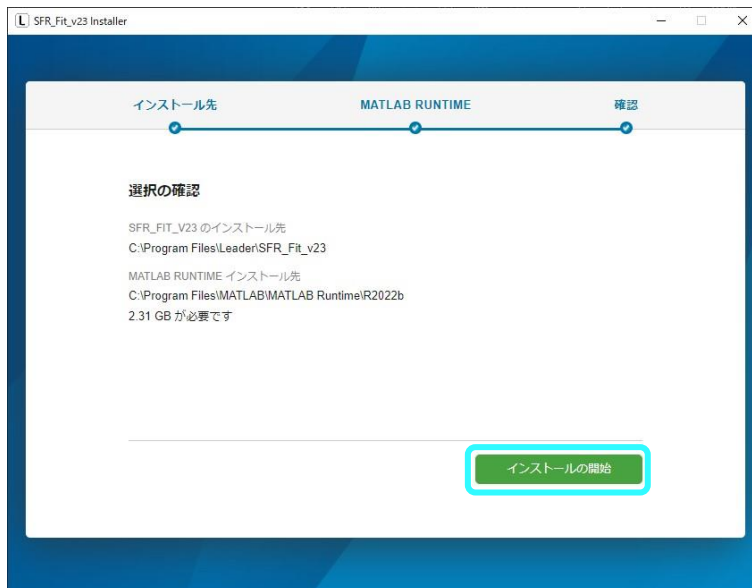 L SFR_Fit_v23 Installer
インストール先
MATLAB RUNTIME
確認
選択の確認
SFR_FIT_V23 のインストール先
C:\Program Files\Leader\SFR_Fit_v23
MATLAB RUNTIME インストール先
C:\Program Files\MATLAB\MATLAB Runtime\R2022b
2.31 GB が必要です
インストールの開始